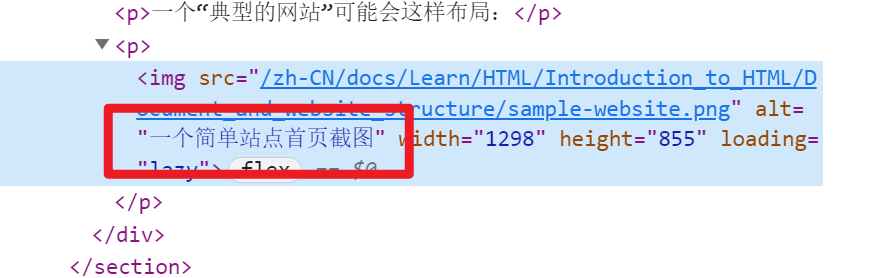 <p>一个“典型的网站”可能会这样布局：</p>
▼<p>
<img src="/zh-CN/docs/Learn/HTML/Introduction_to_HTML/D
ocument_and_website_structure/sample-website.png" alt=
"一个简单站点首页截图" width="1298" height="855" loading=
"lazy"> flex == $0
</p>
</div>
</section>